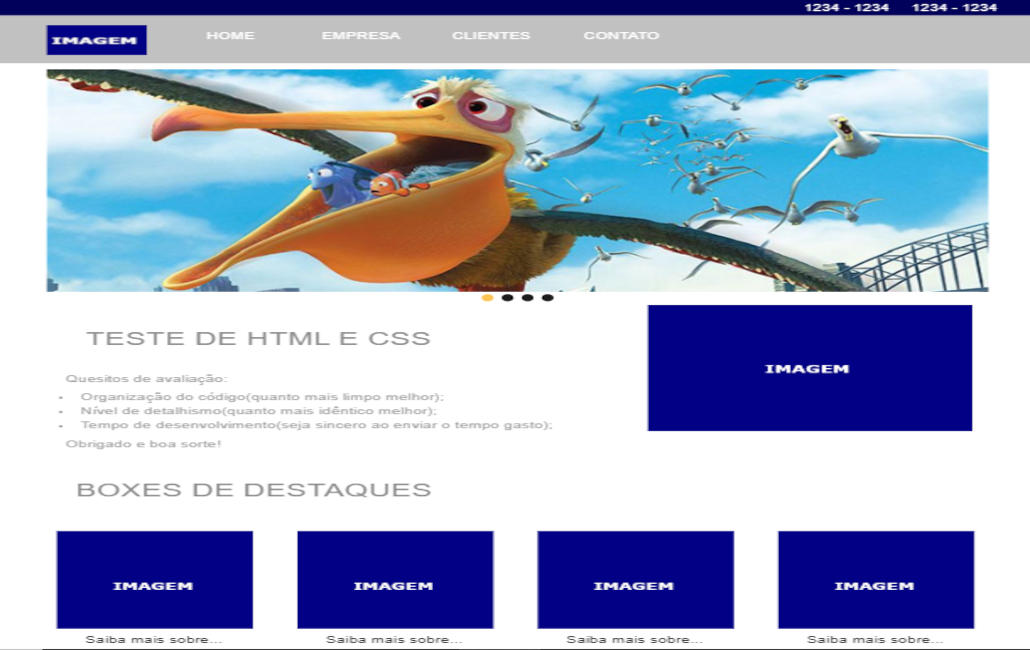 1234 - 1234 1234 - 1234
IMAGEM HOME EMPRESA CLIENTES CONTATO
TESTE DE HTML E CSS
IMAGEM
Quesitos de avaliação:
Organização do código(quanto mais limpo melhor);
Nível de detalhismo(quanto mais idêntico melhor);
Tempo de desenvolvimento(seja sincero ao enviar o tempo gasto);
Obrigado e boa sorte!
BOXES DE DESTAQUES
IMAGEM IMAGEM IMAGEM IMAGEM
Saiba mais sobre... Saiba mais sobre... Saiba mais sobre... Saiba mais sobre...